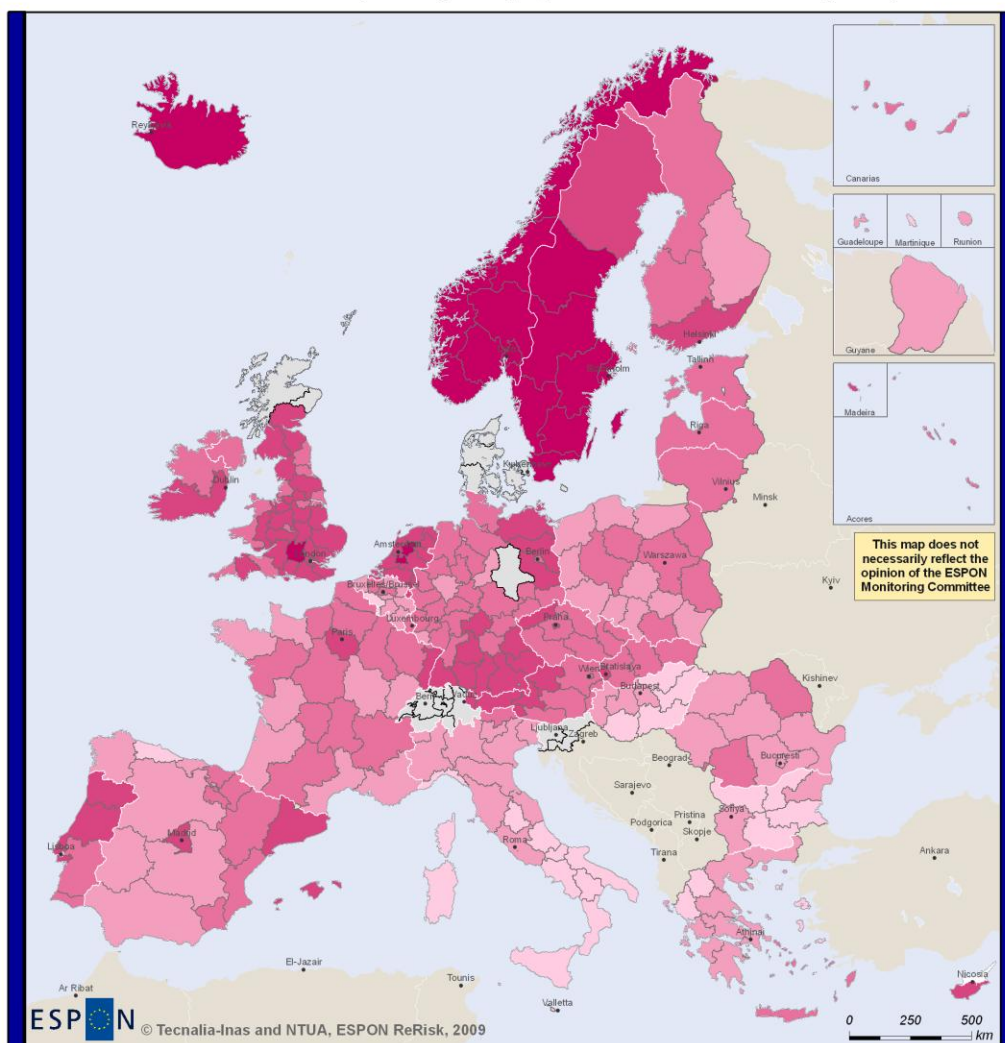 Reykjavik
Canarias
Guadeloupe
Martinique
Réunion
Guyane
Madeira
Acores
This map does not
necessarily reflect the
opinion of the ESPON
Monitoring Committee
Helsinki
Tallinn
Riga
Vilnius
Minsk
Dublin
London
Amsterdam
Berlin
Warszawa
Kyiv
Bruxelles/Brussel
Luxembourg
Praha
Paris
Wien
Bratislava
Budapest
Kishinev
Bern
Vaduz
Ljubljana
Zagreb
Beograd
Bucuresti
Sarajevo
Pristina
Sofiya
Podgorica
Skopje
Tirana
Roma
Madrid
Lisboa
Ankara
Athinai
El-Jazair
Tounis
Ar Ribat
Valletta
Nicosia
ESPON
© Tecnalia-Inas and NTUA, ESPON ReRisk, 2009
0 250 500
km